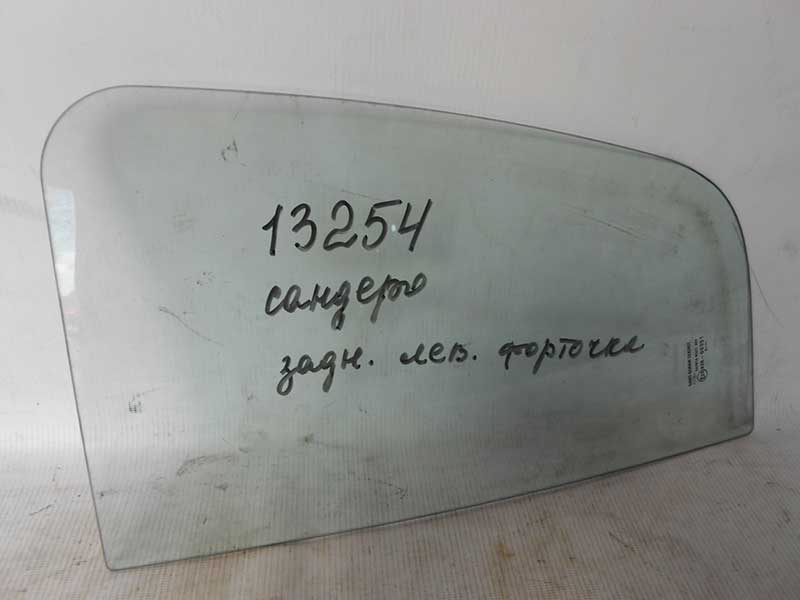 13254
сандеро
задн. лев. форточка